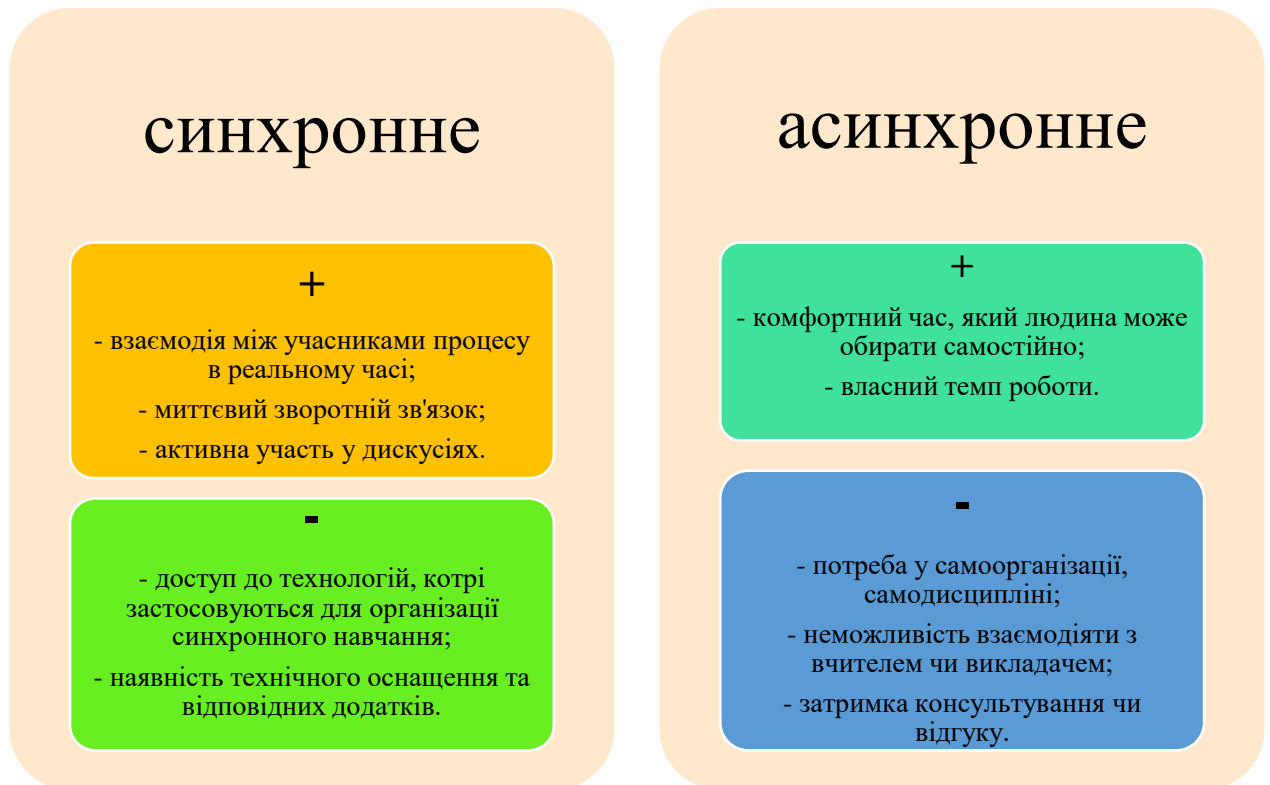 синхронне
+
- взаємодія між учасниками процесу
в реальному часі;
- миттєвий зворотній зв'язок;
- активна участь у дискусіях.
-
- доступ до технологій, котрі
застосовуються для організації
синхронного навчання;
- наявність технічного оснащення та
відповідних додатків.
асинхронне
+
- комфортний час, який людина може
обирати самостійно;
- власний темп роботи.
-
- потреба у самоорганізації,
самодисципліні;
- неможливість взаємодіяти з
вчителем чи викладачем;
- затримка консультування чи
відгуку.